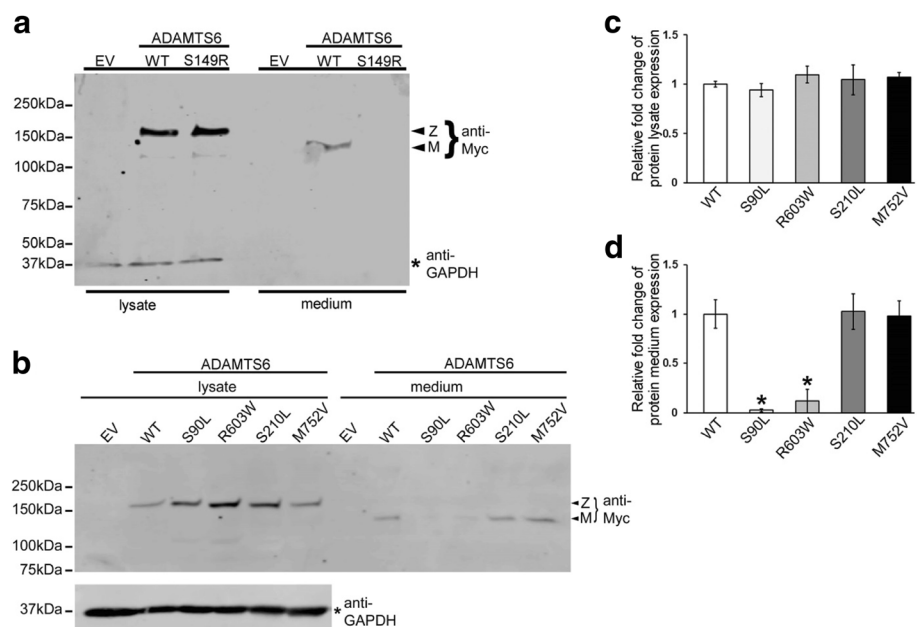 a
ADAMTS6
EV WT S149R EV WT S149R
ADAMTS6
250kDa
150kDa
100kDa
75kDa
50kDa
37kDa
Z
M
} anti-
Myc
* anti-
GAPDH
lysate medium
b
ADAMTS6 ADAMTS6
lysate medium
EV WT S90L R603W S210L M752V EV WT S90L R603W S210L M752V
250kDa
150kDa
100kDa
75kDa
Z
M
} anti-
Myc
37kDa
* anti-
GAPDH
c
Relative fold change of
protein lysate expression
1.5
1
0.5
0
WT S90L R603W S210L M752V
d
Relative fold change of
protein medium expression
1.5
1
0.5
0
* *
WT S90L R603W S210L M752V